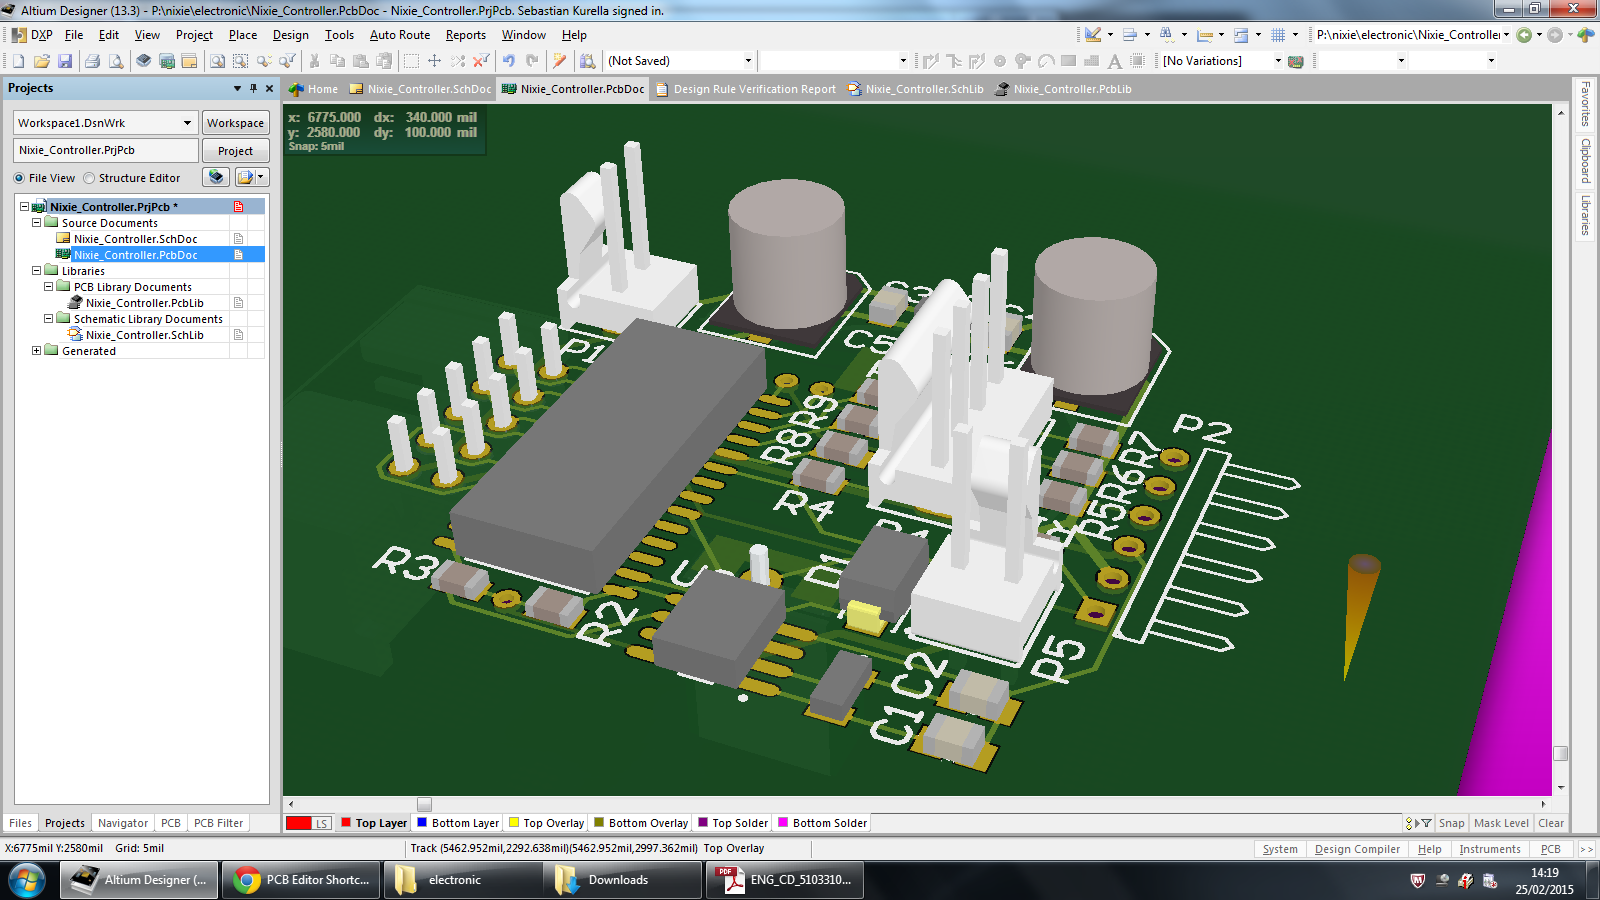 Altium Designer (13.3) - P:\nixie\electronic\Nixie_Controller.PcbDoc - Nixie_Controller.PrjPcb. Sebastian Kurella signed in.
DXP File Edit View Project Place Design Tools Auto Route Reports Window Help P:\nixie\electronic\Nixie_Controller
(Not Saved) [No Variations]
Projects
Home Nixie_Controller.SchDoc Nixie_Controller.PcbDoc Design Rule Verification Report Nixie_Controller.SchLib Nixie_Controller.PcbLib
Workspace1.DsnWrk Workspace
Nixie_Controller.PrjPcb Project
File View Structure Editor
Nixie_Controller.PrjPcb *
Source Documents
Nixie_Controller.SchDoc
Nixie_Controller.PcbDoc
Libraries
PCB Library Documents
Nixie_Controller.PcbLib
Schematic Library Documents
Nixie_Controller.SchLib
Generated
x: 6775.000 dx: 340.000 mil
y: 2580.000 dy: 100.000 mil
Snap: 5mil
P1
C5
R8
R9
R4
R3
R2
D1
C1
C2
P5
R5
R6
R7
P2
Favorites
Clipboard
Libraries
Files Projects Navigator PCB PCB Filter
LS Top Layer Bottom Layer Top Overlay Bottom Overlay Top Solder Bottom Solder Snap Mask Level Clear
X:6775mil Y:2580mil Grid: 5mil Track (5462.952mil,2292.638mil)(5462.952mil,2997.362mil) Top Overlay System Design Compiler Help Instruments PCB >>
Altium Designer (... PCB Editor Shortc... electronic Downloads ENG_CD_5103310...
14:19
25/02/2015